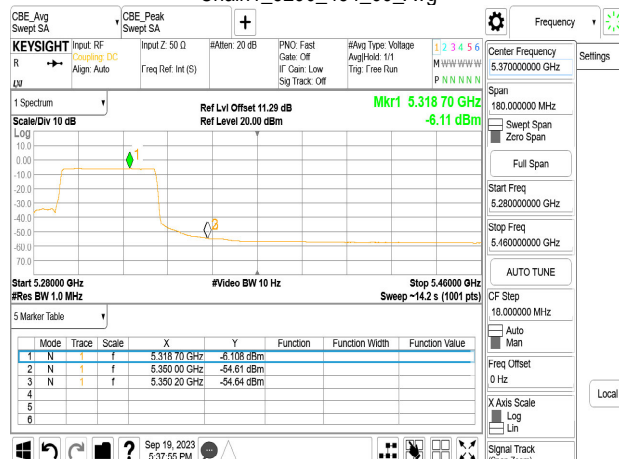 CBE_Avg
Swept SA
CBE_Peak
Swept SA
+
Frequency
KEYSIGHT
Input: RF
Coupling: DC
Align: Auto
Input Z: 50 Ω
Freq Ref: Int (S)
#Atten: 20 dB
PNO: Fast
Gate: Off
IF Gain: Low
Sig Track: Off
#Avg Type: Voltage
Avg|Hold: 1/1
Trig: Free Run
1 2 3 4 5 6
M W W W W W
P N N N N N
R
LXI
Center Frequency
5.370000000 GHz
Settings
1 Spectrum
Scale/Div 10 dB
Ref Lvl Offset 11.29 dB
Ref Level 20.00 dBm
Mkr1 5.318 70 GHz
-6.11 dBm
Span
180.000000 MHz
Swept Span
Zero Span
Full Span
Start Freq
5.280000000 GHz
Stop Freq
5.460000000 GHz
AUTO TUNE
CF Step
18.000000 MHz
Auto
Man
Freq Offset
0 Hz
X Axis Scale
Log
Lin
Local
Signal Track
Log
10.0
0.00
-10.0
-20.0
-30.0
-40.0
-50.0
-60.0
70.0
1
Start 5.28000 GHz
#Video BW 10 Hz
Stop 5.46000 GHz
#Res BW 1.0 MHz
Sweep ~14.2 s (1001 pts)
5 Marker Table
Mode Trace Scale X Y Function Function Width Function Value
1 N 1 f 5.318 70 GHz -6.108 dBm
2 N 1 f 5.350 00 GHz -54.61 dBm
3 N 1 f 5.350 20 GHz -54.64 dBm
4
5
6
?
Sep 19, 2023
5:37:55 PM